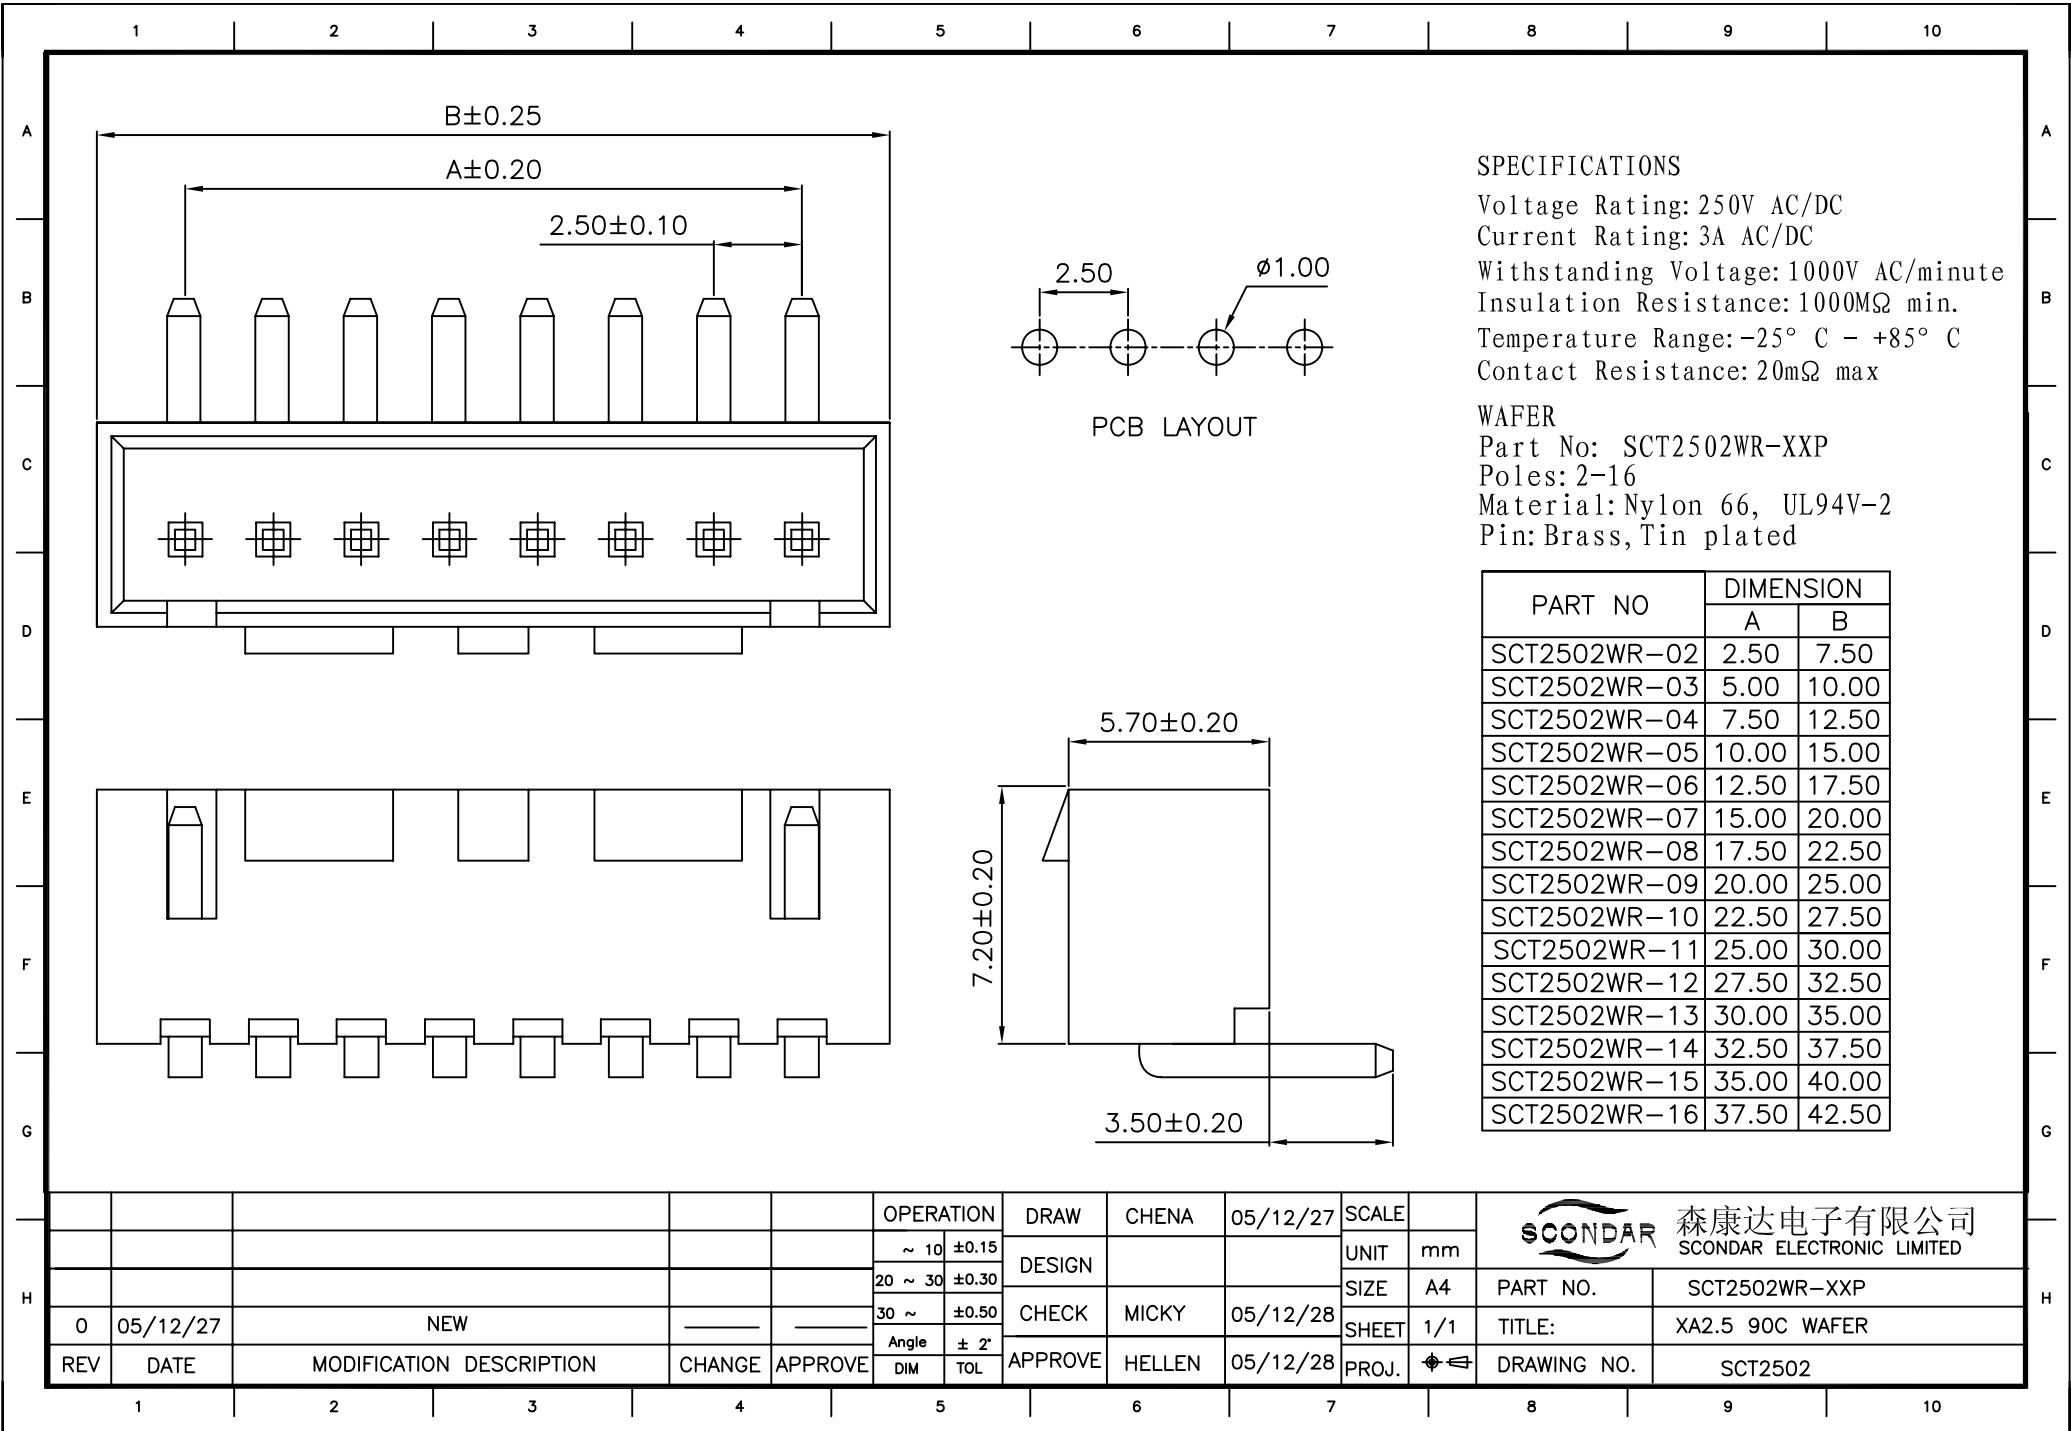 1 2 3 4 5 6 7 8 9 10
A A
B B
C C
D D
E E
F F
G G
H H
B±0.25
A±0.20
2.50±0.10
2.50
ø1.00
PCB LAYOUT
SPECIFICATIONS
Voltage Rating: 250V AC/DC
Current Rating: 3A AC/DC
Withstanding Voltage: 1000V AC/minute
Insulation Resistance: 1000MΩ min.
Temperature Range: -25° C - +85° C
Contact Resistance: 20mΩ max
WAFER
Part No: SCT2502WR-XXP
Poles: 2-16
Material: Nylon 66, UL94V-2
Pin: Brass, Tin plated
PART NO DIMENSION
A B
SCT2502WR-02 2.50 7.50
SCT2502WR-03 5.00 10.00
SCT2502WR-04 7.50 12.50
SCT2502WR-05 10.00 15.00
SCT2502WR-06 12.50 17.50
SCT2502WR-07 15.00 20.00
SCT2502WR-08 17.50 22.50
SCT2502WR-09 20.00 25.00
SCT2502WR-10 22.50 27.50
SCT2502WR-11 25.00 30.00
SCT2502WR-12 27.50 32.50
SCT2502WR-13 30.00 35.00
SCT2502WR-14 32.50 37.50
SCT2502WR-15 35.00 40.00
SCT2502WR-16 37.50 42.50
5.70±0.20
7.20±0.20
3.50±0.20
0 05/12/27 NEW
REV DATE MODIFICATION DESCRIPTION CHANGE APPROVE
OPERATION
~ 10 ±0.15
20 ~ 30 ±0.30
30 ~ ±0.50
Angle ± 2°
DIM TOL
DRAW CHENA 05/12/27
DESIGN
CHECK MICKY 05/12/28
APPROVE HELLEN 05/12/28
SCALE
UNIT mm
SIZE A4
SHEET 1/1
PROJ.
SCONDAR 森康达电子有限公司
SCONDAR ELECTRONIC LIMITED
PART NO. SCT2502WR-XXP
TITLE: XA2.5 90C WAFER
DRAWING NO. SCT2502
1 2 3 4 5 6 7 8 9 10